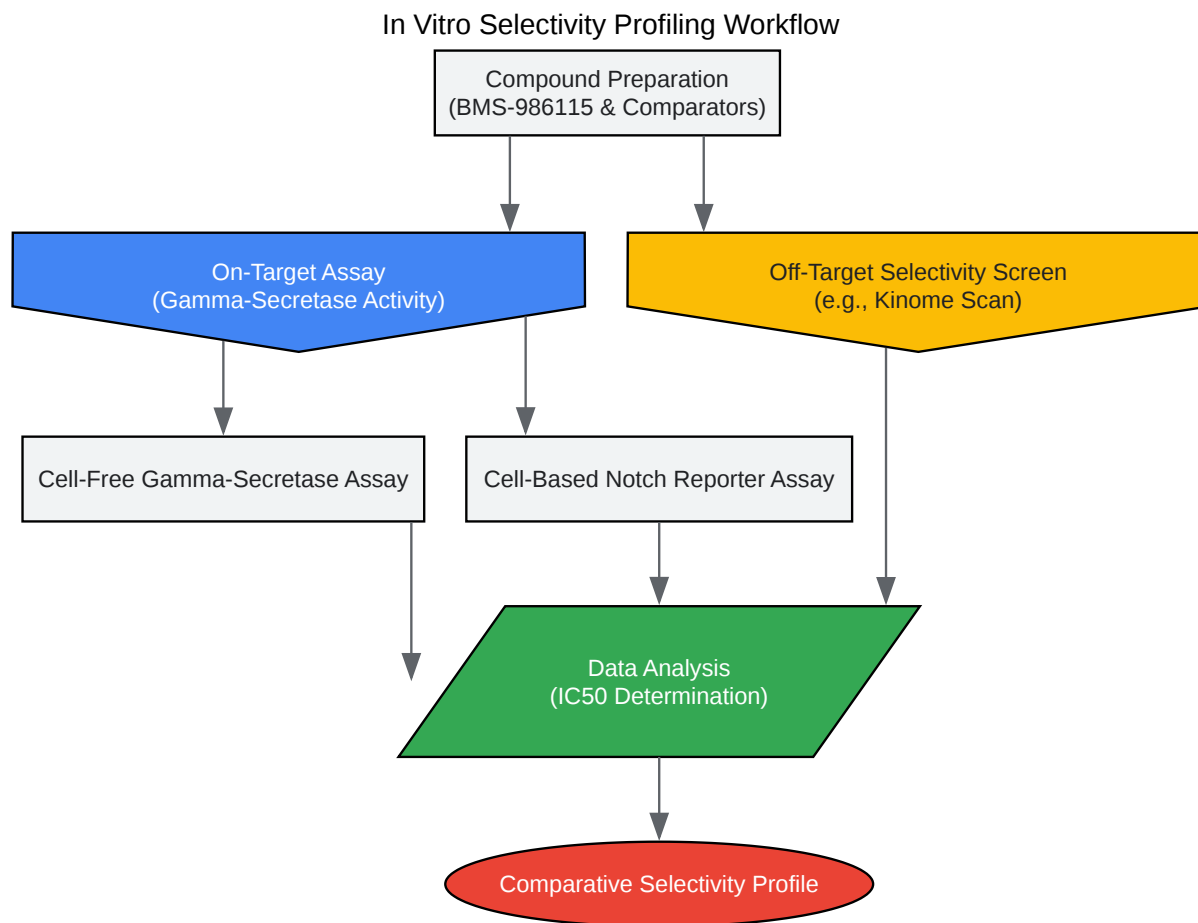 In Vitro Selectivity Profiling Workflow
Compound Preparation
(BMS-986115 & Comparators)
On-Target Assay
(Gamma-Secretase Activity)
Off-Target Selectivity Screen
(e.g., Kinome Scan)
Cell-Free Gamma-Secretase Assay
Cell-Based Notch Reporter Assay
Data Analysis
(IC50 Determination)
Comparative Selectivity Profile